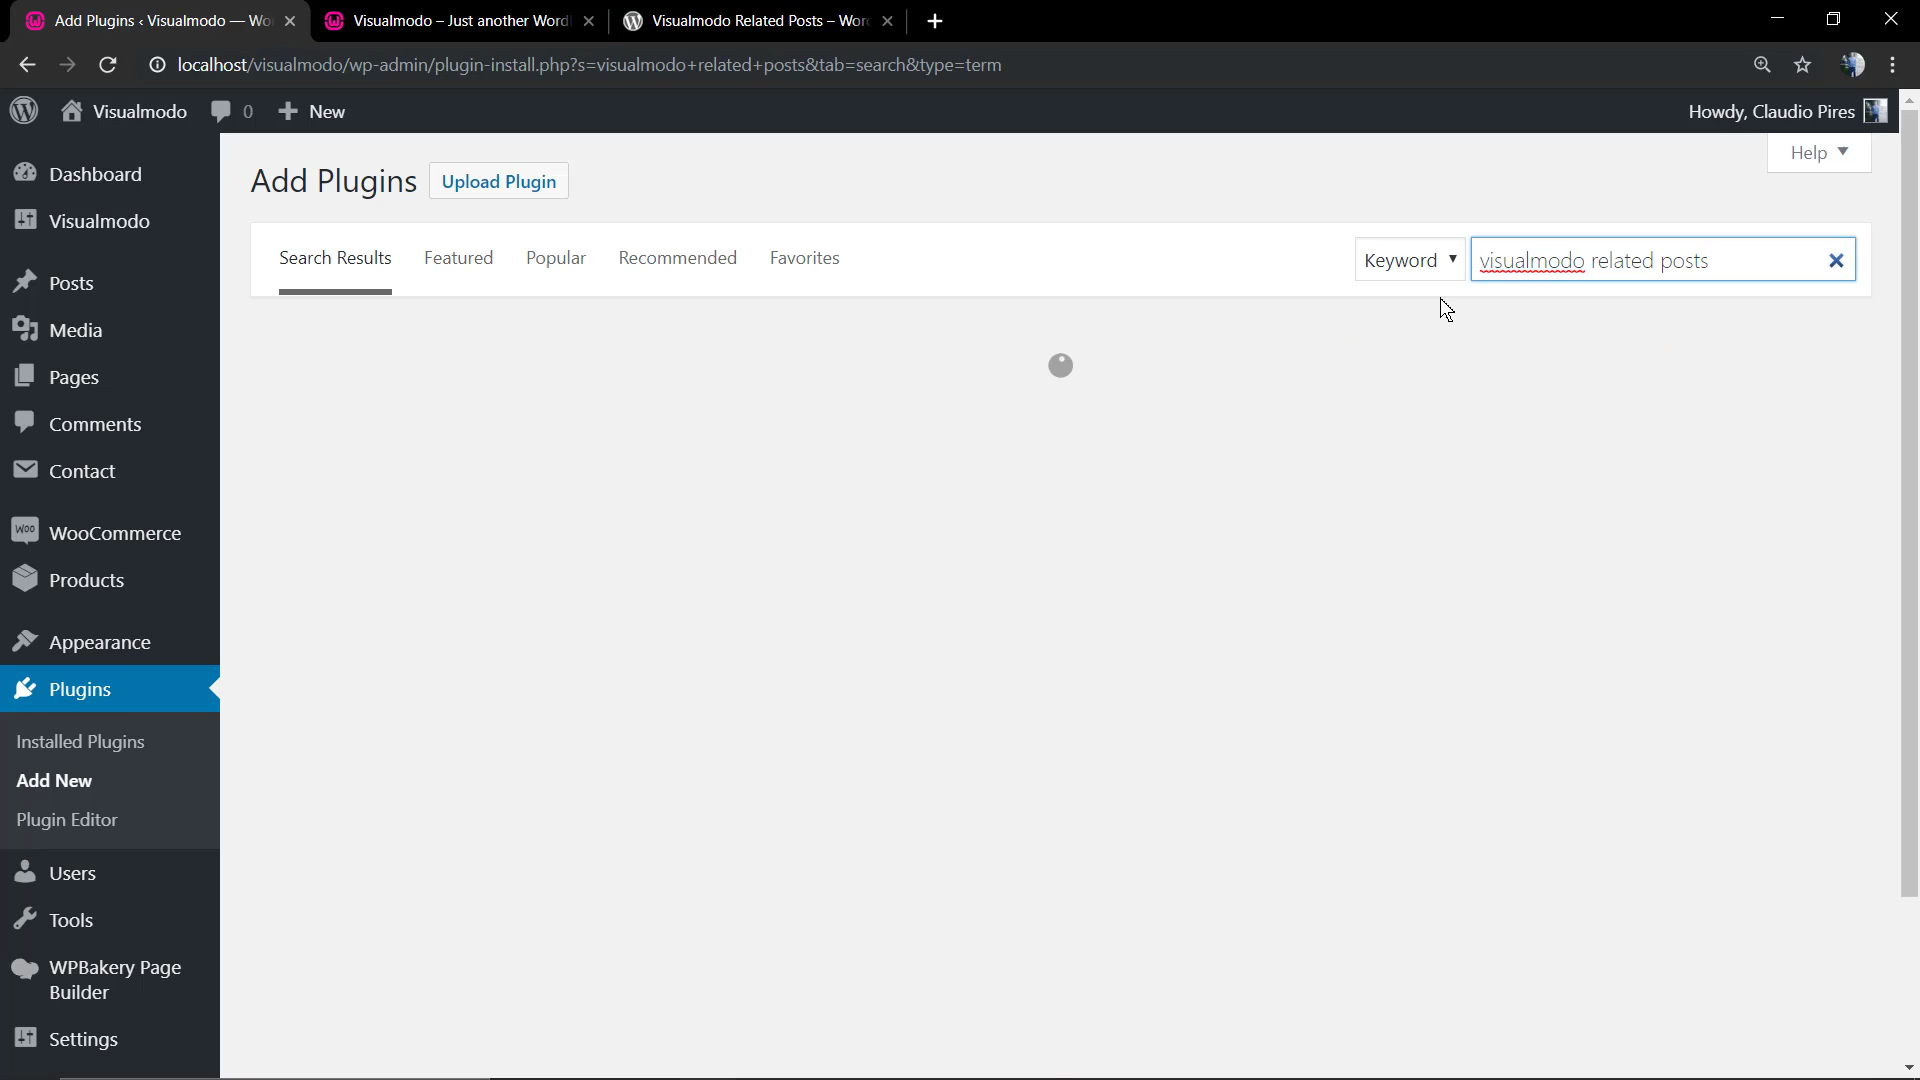 Add Plugins ‹ Visualmodo — Wo
Visualmodo – Just another Word
Visualmodo Related Posts – Wor
localhost/visualmodo/wp-admin/plugin-install.php?s=visualmodo+related+posts&tab=search&type=term
Visualmodo
0
New
Howdy, Claudio Pires
Help
Dashboard
Visualmodo
Posts
Media
Pages
Comments
Contact
Woo
WooCommerce
Products
Appearance
Plugins
Installed Plugins
Add New
Plugin Editor
Users
Tools
WPBakery Page
Builder
Settings
Add Plugins
Upload Plugin
Search Results
Featured
Popular
Recommended
Favorites
Keyword
visualmodo related posts